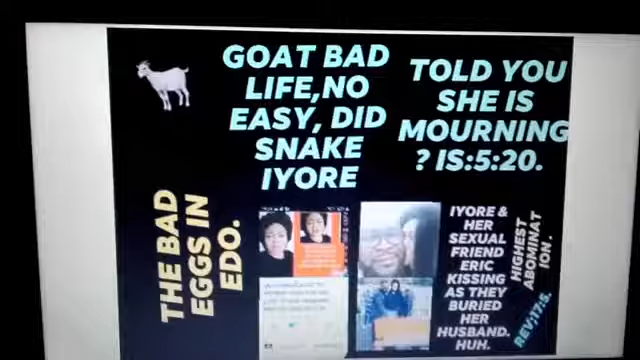 GOAT BAD
LIFE,NO
EASY, DID
SNAKE
IYORE
TOLD YOU
SHE IS
MOURNING
? IS:5:20.
THE BAD
EGGS IN
EDO.
IYORE &
HER
SEXUAL
FRIEND
ERIC
KISSING
AS THEY
BURIED
HER
HUSBAND.
HUH.
HIGHEST
ABOMINAT
ION .
REV;17:5.